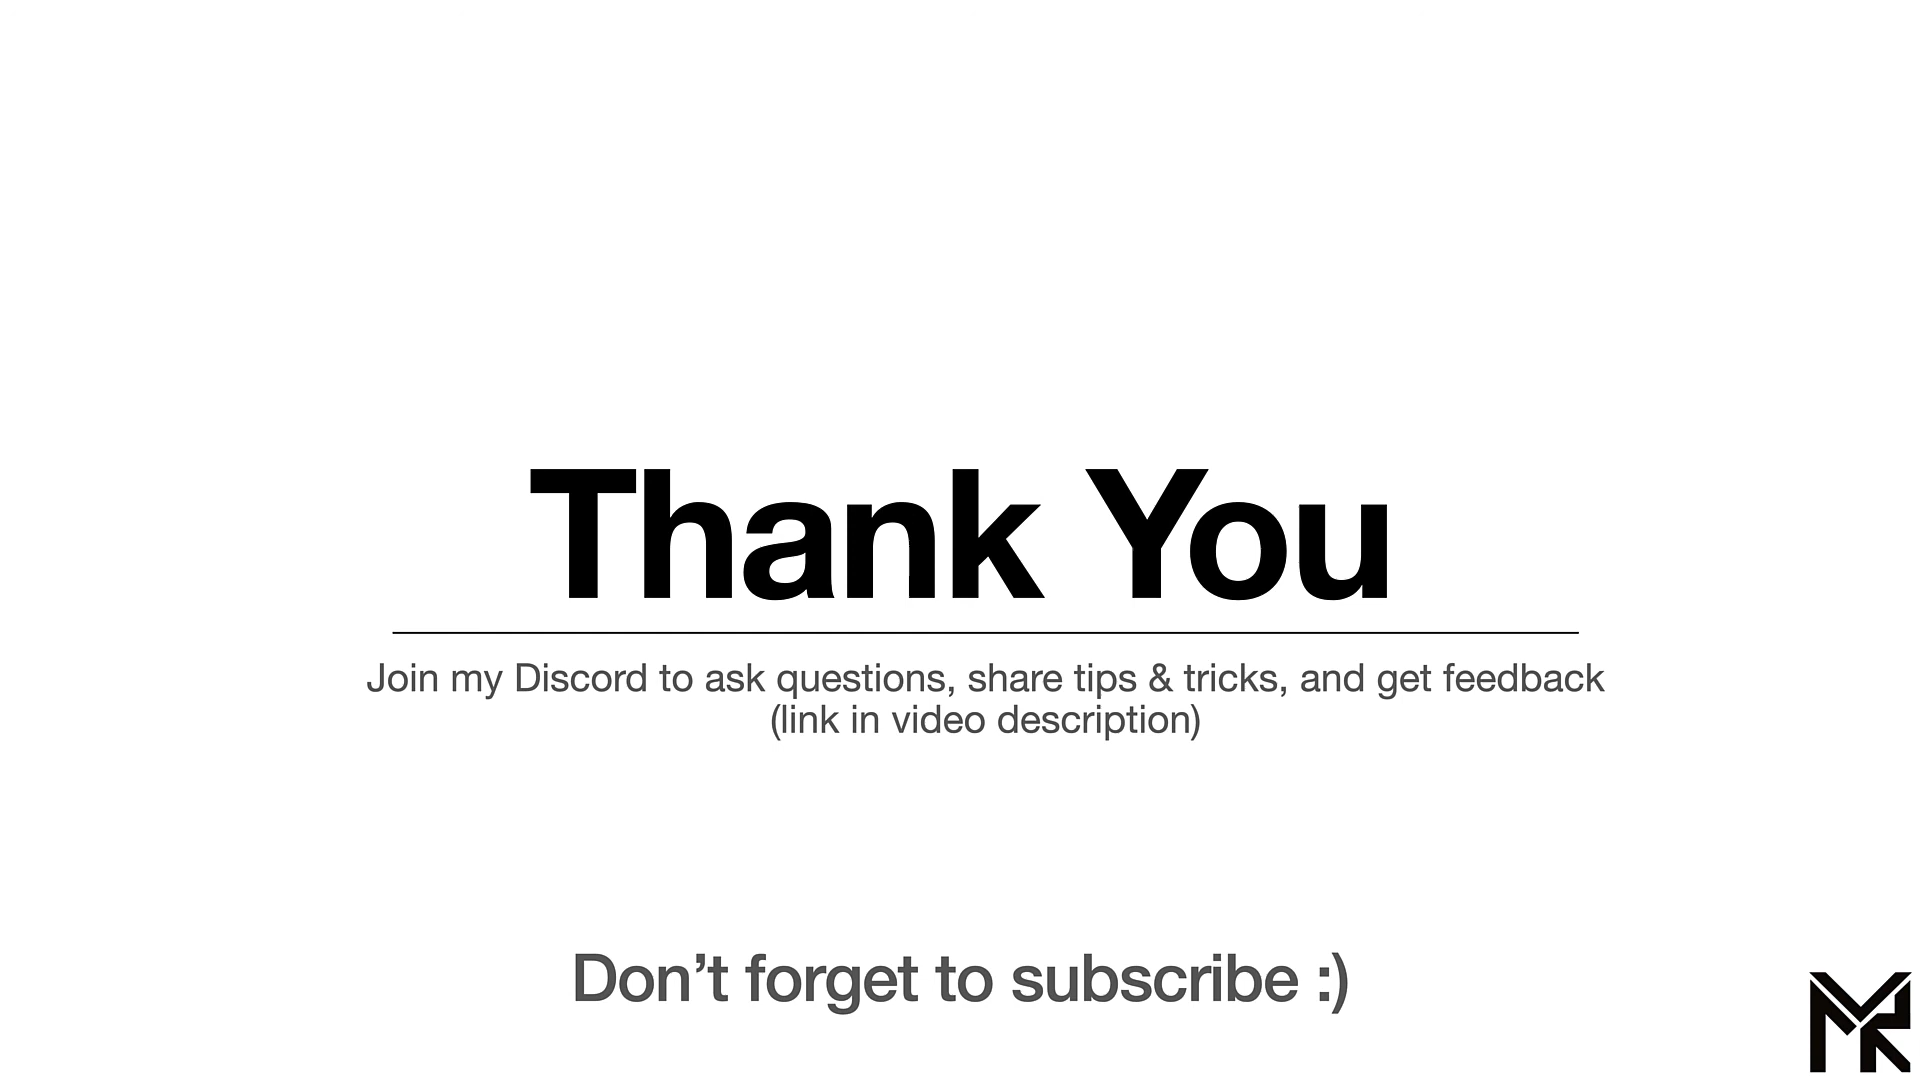 Thank You
Join my Discord to ask questions, share tips & tricks, and get feedback
(link in video description)
Don’t forget to subscribe :)